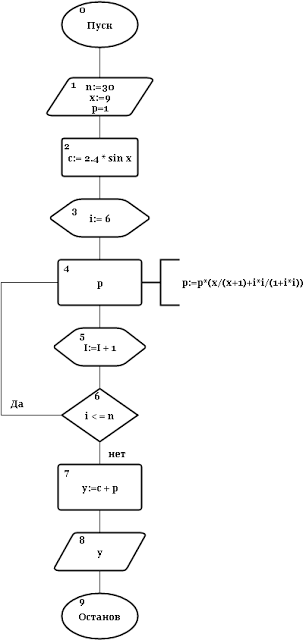 0
Пуск
1
n:=30
x:=9
p=1
2
c:= 2.4 * sin x
3
i:= 6
4
p
p:=p*(x/(x+1)+i*i/(1+i*i))
5
I:=I + 1
6
i < = n
Да
нет
7
y:=c + p
8
y
9
Останов